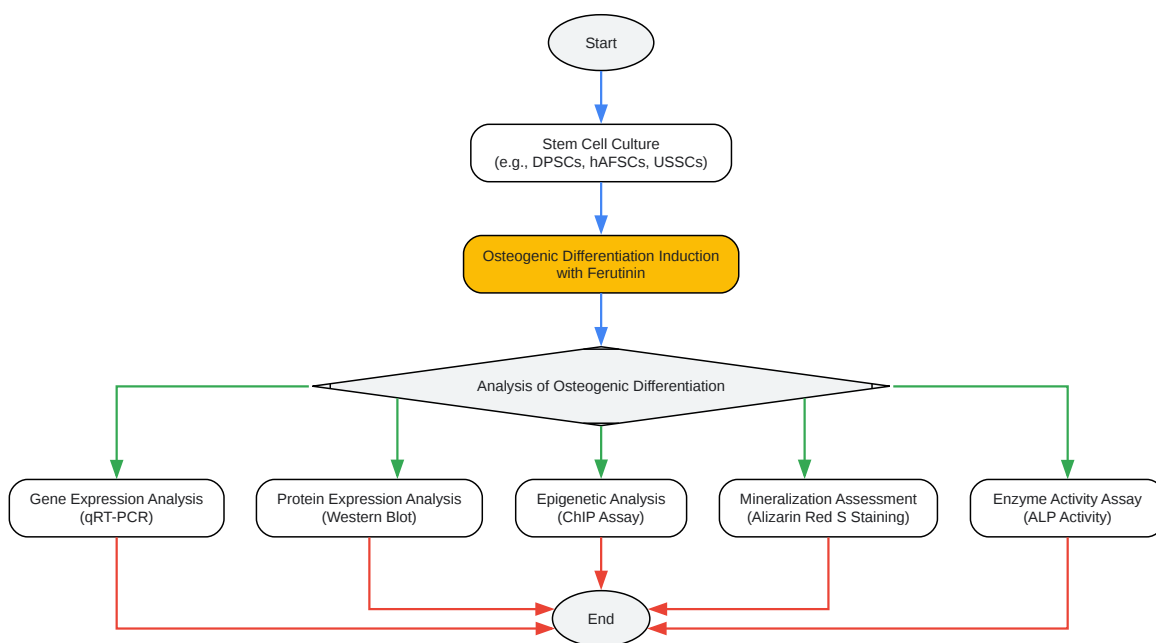 Start
Stem Cell Culture
(e.g., DPSCs, hAFSCs, USSCs)
Osteogenic Differentiation Induction
with Ferutinin
Analysis of Osteogenic Differentiation
Gene Expression Analysis
(qRT-PCR)
Protein Expression Analysis
(Western Blot)
Epigenetic Analysis
(ChIP Assay)
Mineralization Assessment
(Alizarin Red S Staining)
Enzyme Activity Assay
(ALP Activity)
End